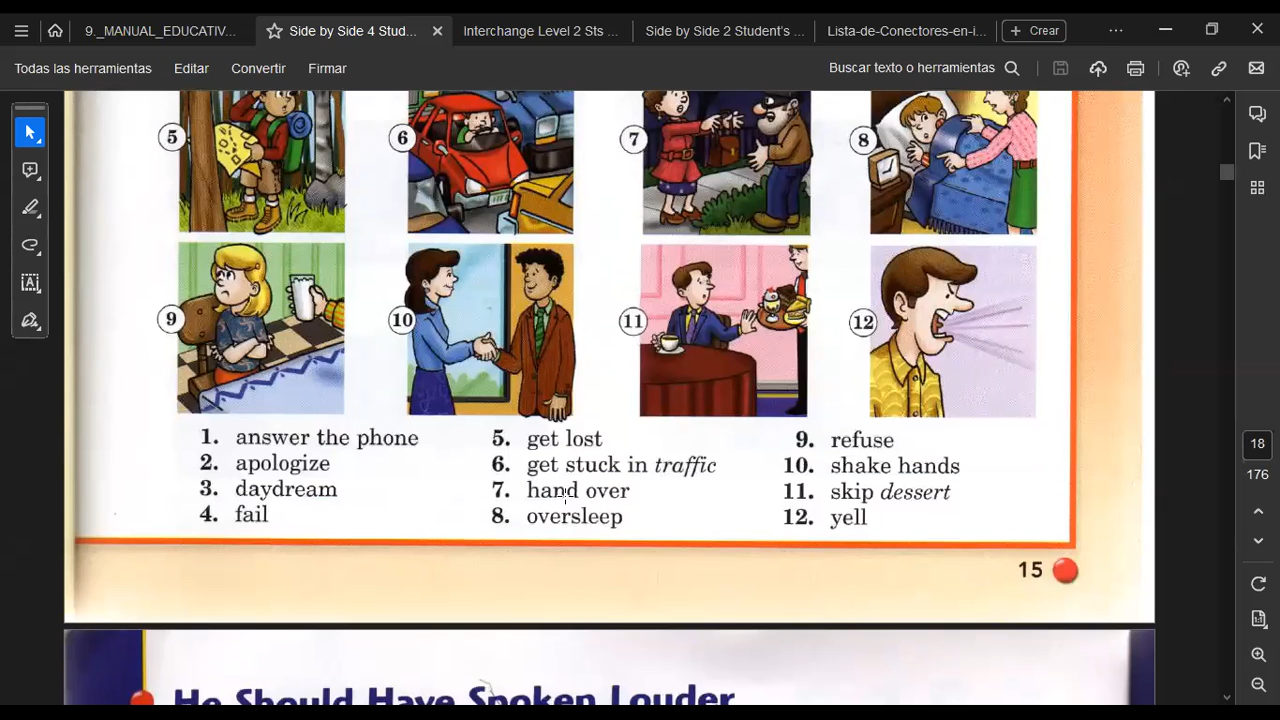 9._MANUAL_EDUCATIV...
Side by Side 4 Stud...
Interchange Level 2 Sts ...
Side by Side 2 Student's ...
Lista-de-Conectores-en-i...
+ Crear
Todas las herramientas
Editar
Convertir
Firmar
Buscar texto o herramientas
5
6
7
8
9
10
11
12
1. answer the phone
2. apologize
3. daydream
4. fail
5. get lost
6. get stuck in traffic
7. hand over
8. oversleep
9. refuse
10. shake hands
11. skip dessert
12. yell
15
He Should Have Spoken Louder
18
176